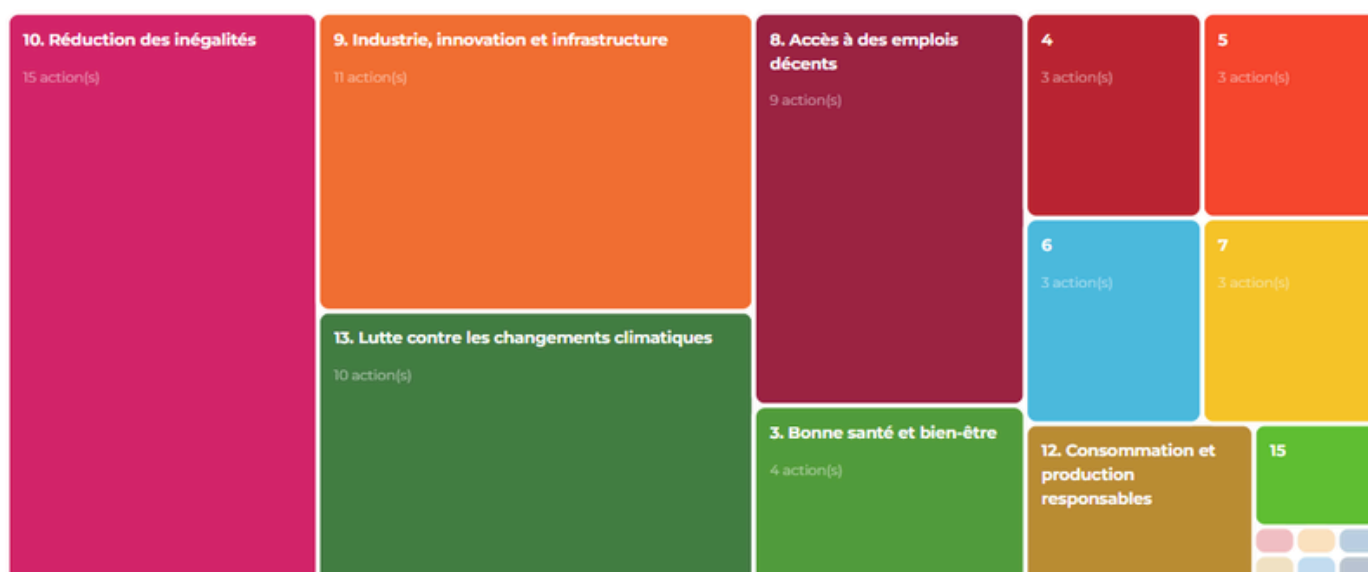 10. Réduction des inégalités
15 action(s)
9. Industrie, innovation et infrastructure
11 action(s)
13. Lutte contre les changements climatiques
10 action(s)
8. Accès à des emplois
décents
9 action(s)
3. Bonne santé et bien-être
4 action(s)
4
3 action(s)
5
3 action(s)
6
3 action(s)
7
3 action(s)
12. Consommation et
production
responsables
15